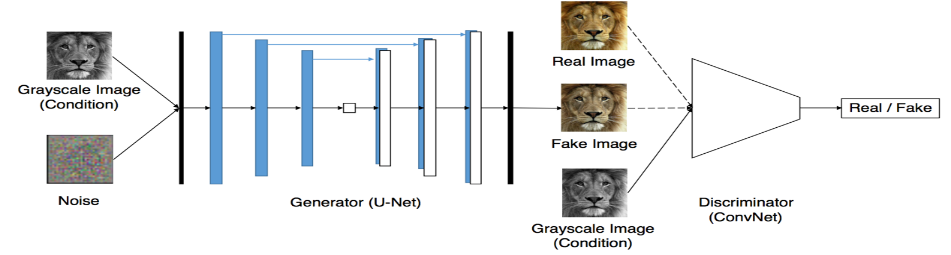 Grayscale Image
(Condition)
Noise
Generator (U-Net)
Real Image
Fake Image
Grayscale Image
(Condition)
Discriminator
(ConvNet)
Real / Fake